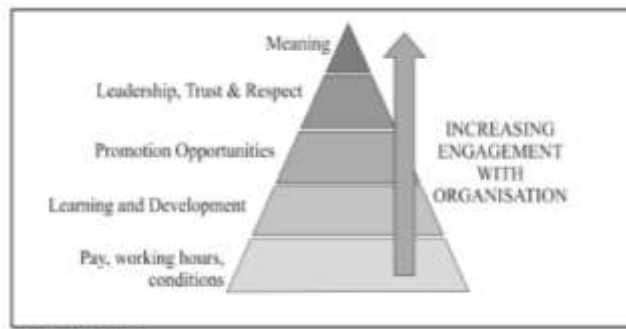 Meaning
Leadership, Trust & Respect
Promotion Opportunities
Learning and Development
Pay, working hours,
conditions
INCREASING
ENGAGEMENT
WITH
ORGANISATION